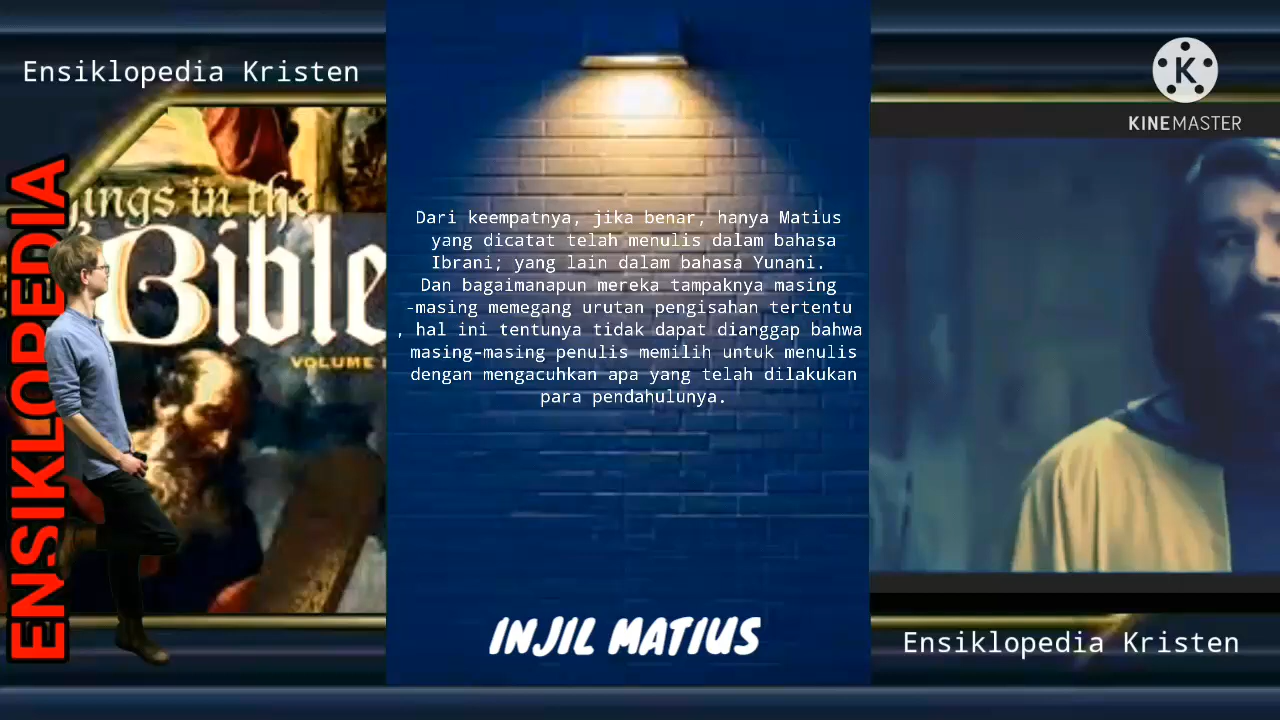 Ensiklopedia Kristen
ENSIKLOPEDIA
ings in the
Bible
VOLUME
Dari keempatnya, jika benar, hanya Matius
yang dicatat telah menulis dalam bahasa
Ibrani; yang lain dalam bahasa Yunani.
Dan bagaimanapun mereka tampaknya masing
-masing memegang urutan pengisahan tertentu
, hal ini tentunya tidak dapat dianggap bahwa
masing-masing penulis memilih untuk menulis
dengan mengacuhkan apa yang telah dilakukan
para pendahulunya.
INJIL MATIUS
K
KINEMASTER
Ensiklopedia Kristen